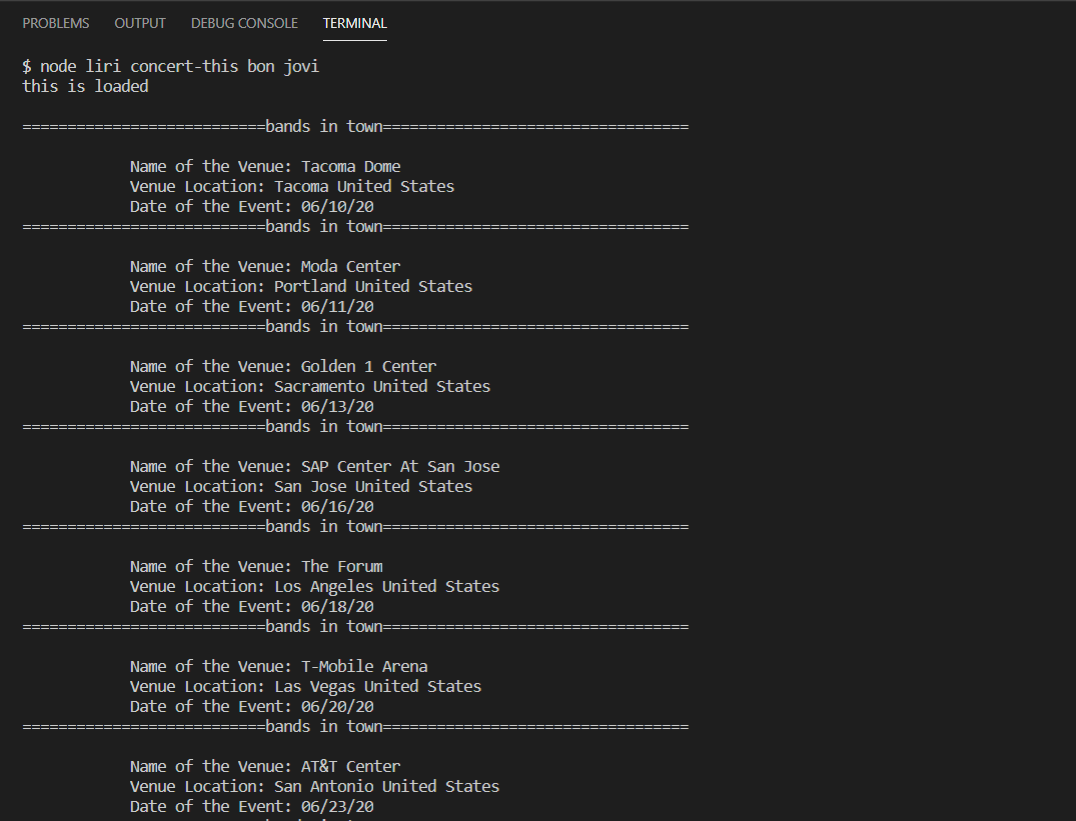 PROBLEMS OUTPUT DEBUG CONSOLE TERMINAL
$ node liri concert-this bon jovi
this is loaded
===========================bands in town==================================
Name of the Venue: Tacoma Dome
Venue Location: Tacoma United States
Date of the Event: 06/10/20
===========================bands in town==================================
Name of the Venue: Moda Center
Venue Location: Portland United States
Date of the Event: 06/11/20
===========================bands in town==================================
Name of the Venue: Golden 1 Center
Venue Location: Sacramento United States
Date of the Event: 06/13/20
===========================bands in town==================================
Name of the Venue: SAP Center At San Jose
Venue Location: San Jose United States
Date of the Event: 06/16/20
===========================bands in town==================================
Name of the Venue: The Forum
Venue Location: Los Angeles United States
Date of the Event: 06/18/20
===========================bands in town==================================
Name of the Venue: T-Mobile Arena
Venue Location: Las Vegas United States
Date of the Event: 06/20/20
===========================bands in town==================================
Name of the Venue: AT&T Center
Venue Location: San Antonio United States
Date of the Event: 06/23/20